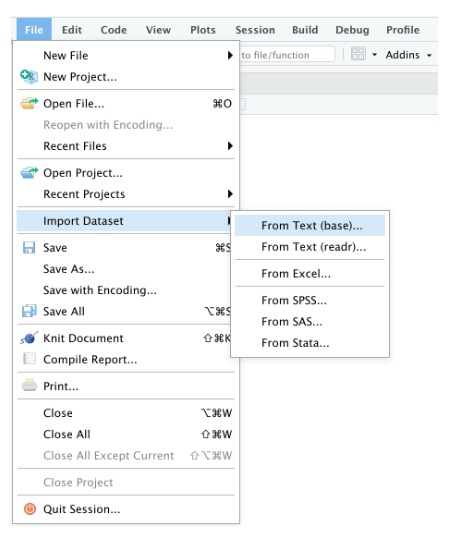 File Edit Code View Plots Session Build Debug Profile
to file/function Addins
New File
New Project...
Open File... ⌘O
Reopen with Encoding...
Recent Files
Open Project...
Recent Projects
Import Dataset
From Text (base)...
From Text (readr)...
From Excel...
From SPSS...
From SAS...
From Stata...
Save ⌘S
Save As...
Save with Encoding...
Save All ⌥⌘S
Knit Document ⇧⌘K
Compile Report...
Print...
Close ⌥⌘W
Close All ⇧⌘W
Close All Except Current ⇧⌥⌘W
Close Project
Quit Session...